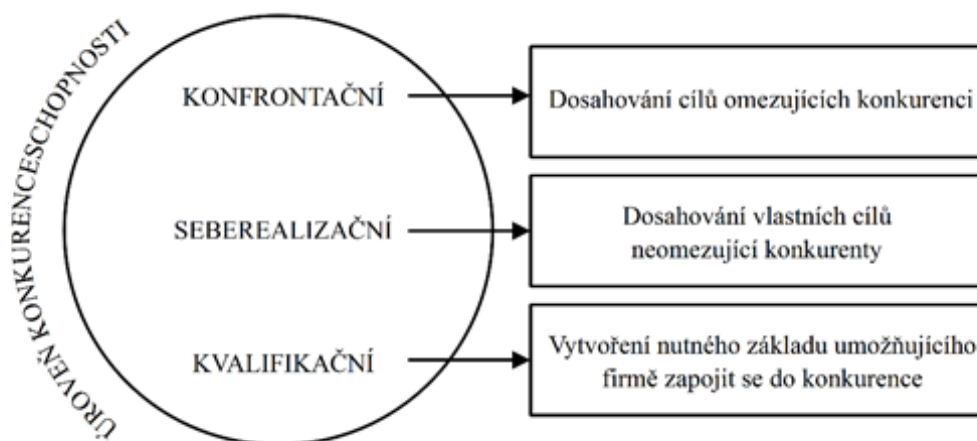 ÚROVEŇ KONKURENCESCHOPNOSTI
KONFRONTAČNÍ
Dosahování cílů omezujících konkurenci
SEBEREALIZAČNÍ
Dosahování vlastních cílů
neomezující konkurenty
KVALIFIKAČNÍ
Vytvoření nutného základu umožňujícího
firmě zapojit se do konkurence